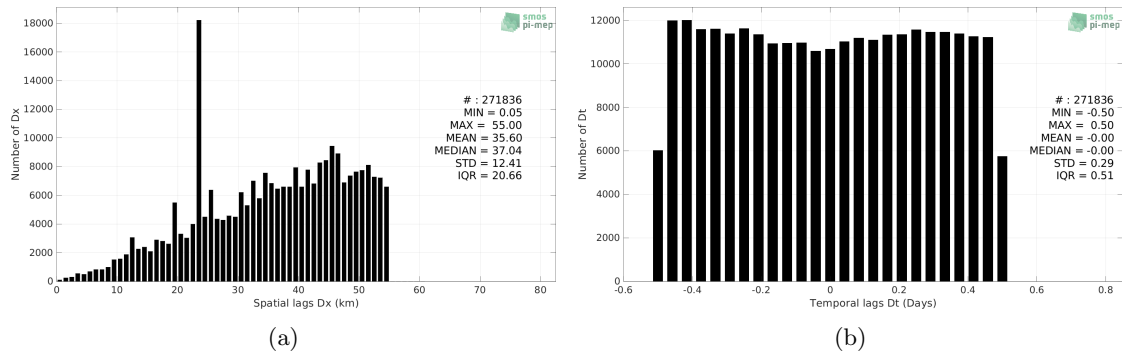 18000
16000
14000
12000
10000
8000
6000
4000
2000
0
Number of Dx
0 10 20 30 40 50 60 70 80
Spatial lags Dx (km)
smos
pi-mep
# : 271836
MIN = 0.05
MAX = 55.00
MEAN = 35.60
MEDIAN = 37.04
STD = 12.41
IQR = 20.66
(a)
12000
10000
8000
6000
4000
2000
0
Number of Dt
-0.6 -0.4 -0.2 0 0.2 0.4 0.6 0.8
Temporal lags Dt (Days)
smos
pi-mep
# : 271836
MIN = -0.50
MAX = 0.50
MEAN = -0.00
MEDIAN = -0.00
STD = 0.29
IQR = 0.51
(b)